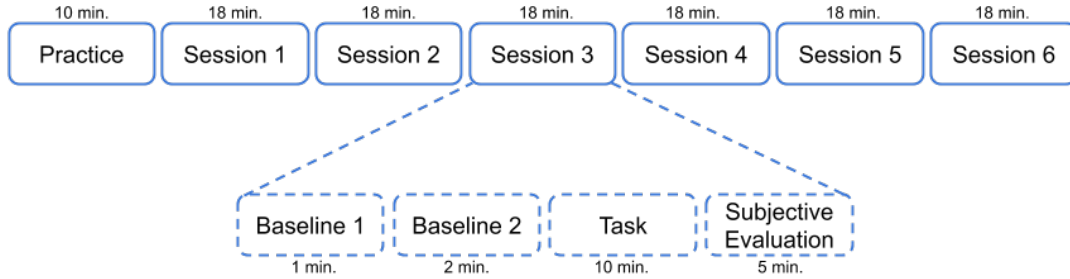 10 min. 18 min. 18 min. 18 min. 18 min. 18 min. 18 min.
Practice Session 1 Session 2 Session 3 Session 4 Session 5 Session 6
Baseline 1 Baseline 2 Task Subjective
Evaluation
1 min. 2 min. 10 min. 5 min.